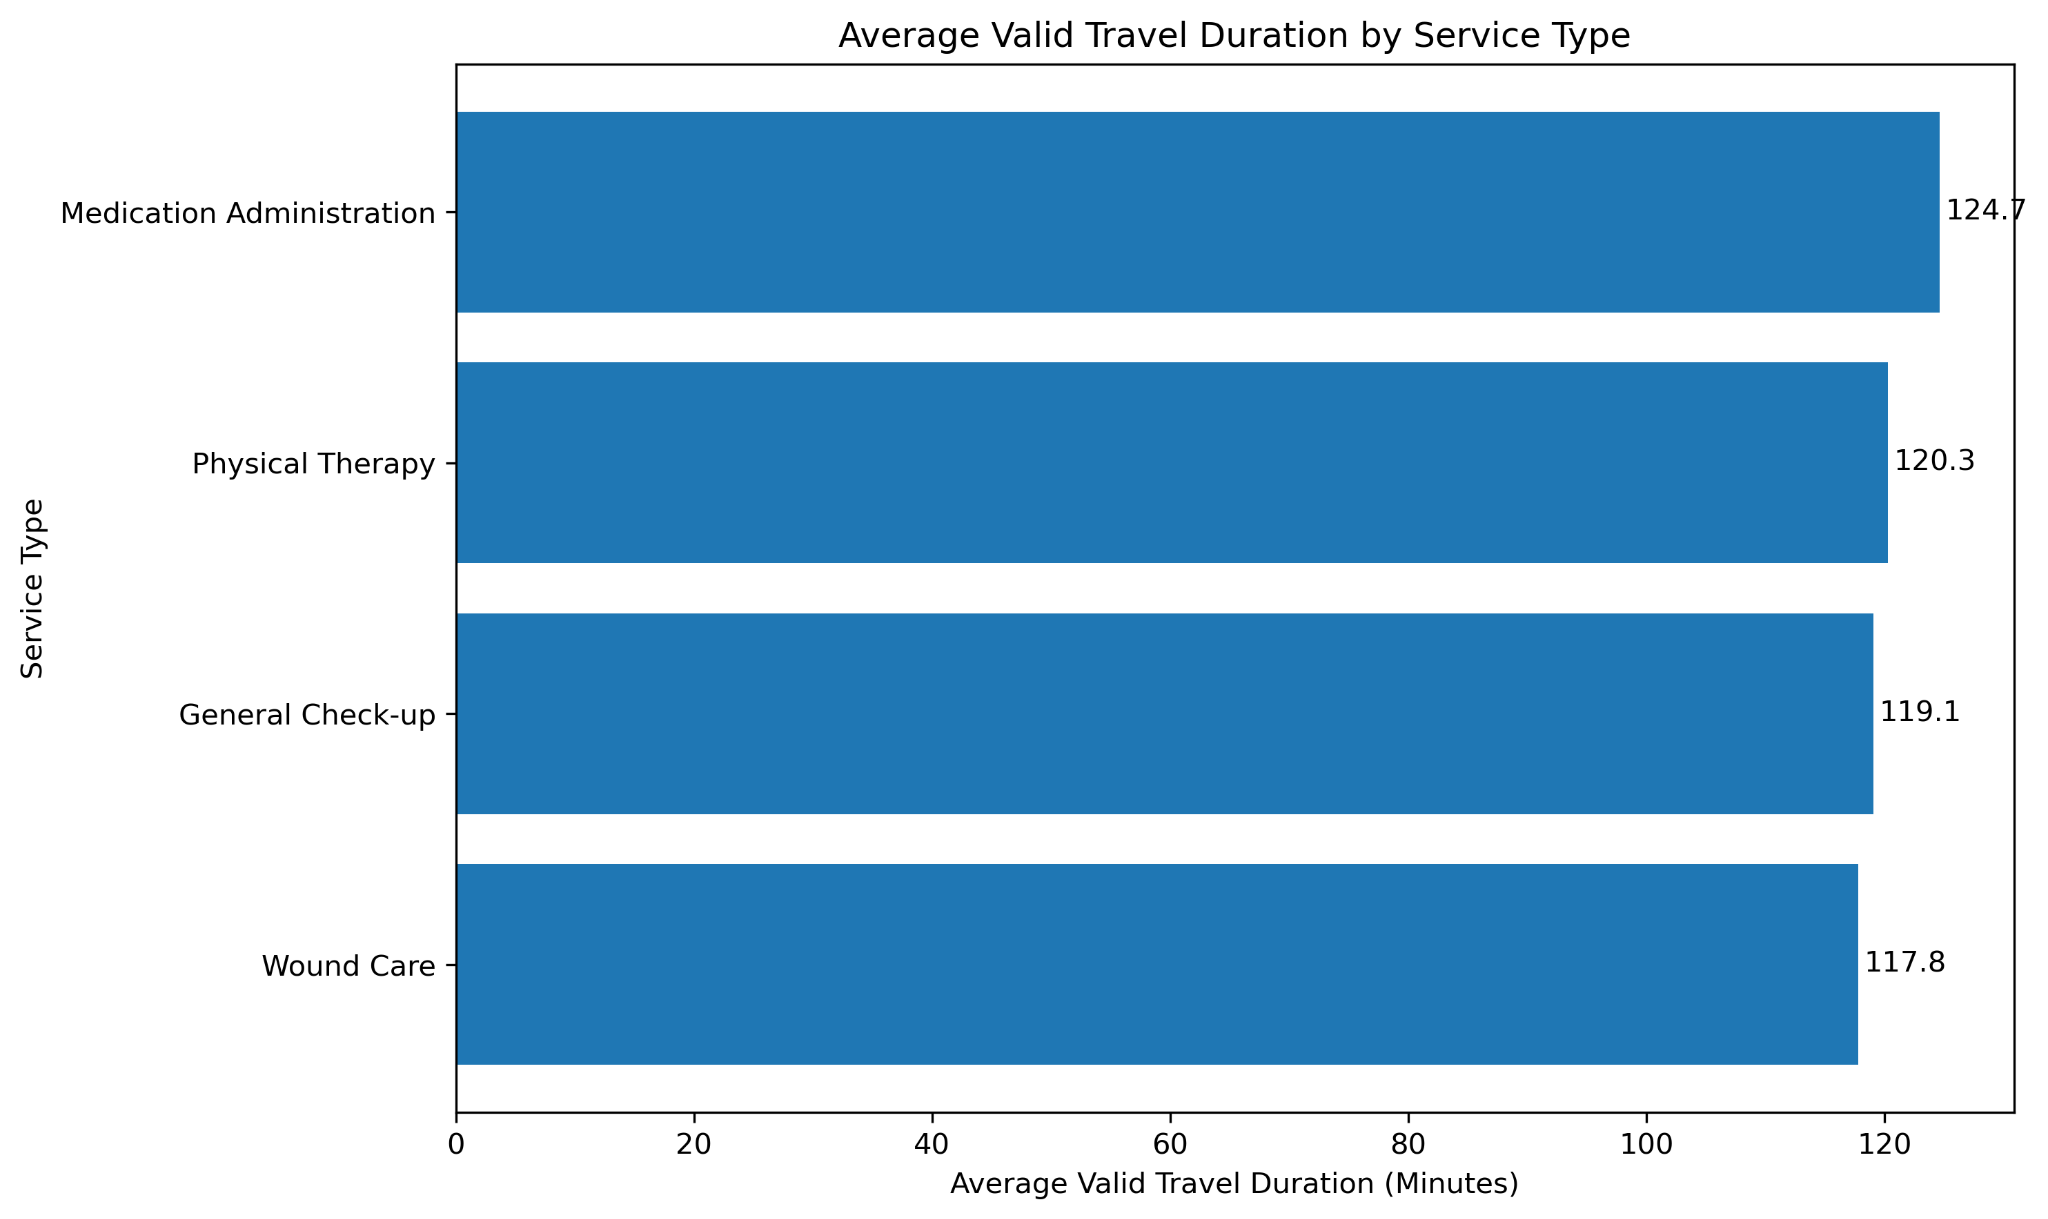 Average Valid Travel Duration by Service Type
Medication Administration
124.7
Physical Therapy
120.3
General Check-up
119.1
Wound Care
117.8
Service Type
0 20 40 60 80 100 120
Average Valid Travel Duration (Minutes)